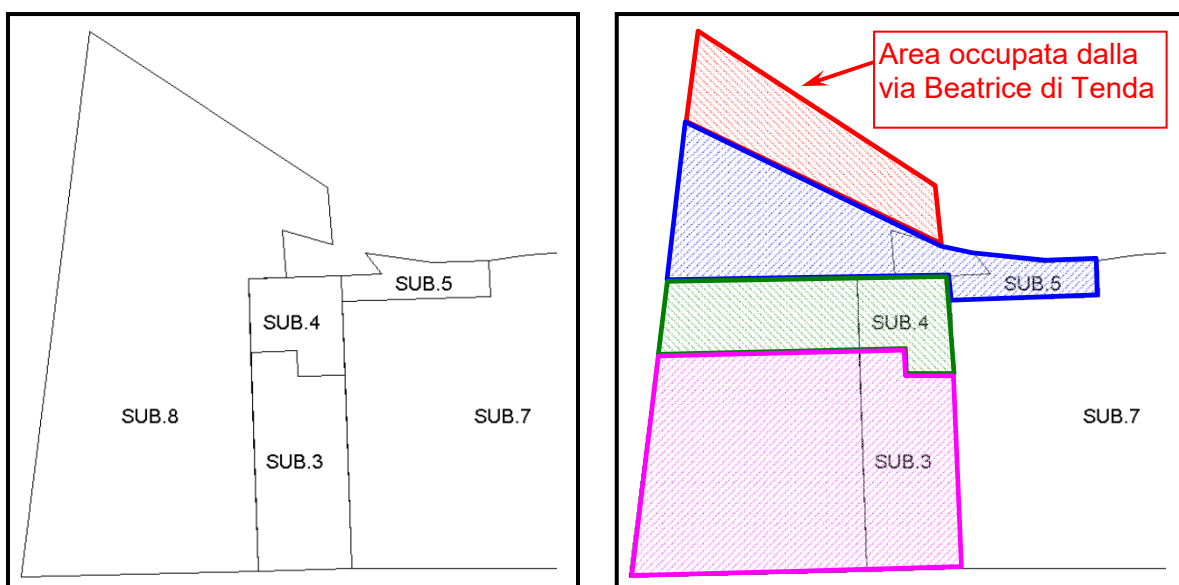 SUB.5
SUB.4
SUB.8
SUB.7
SUB.3
Area occupata dalla
via Beatrice di Tenda
SUB.5
SUB.4
SUB.7
SUB.3